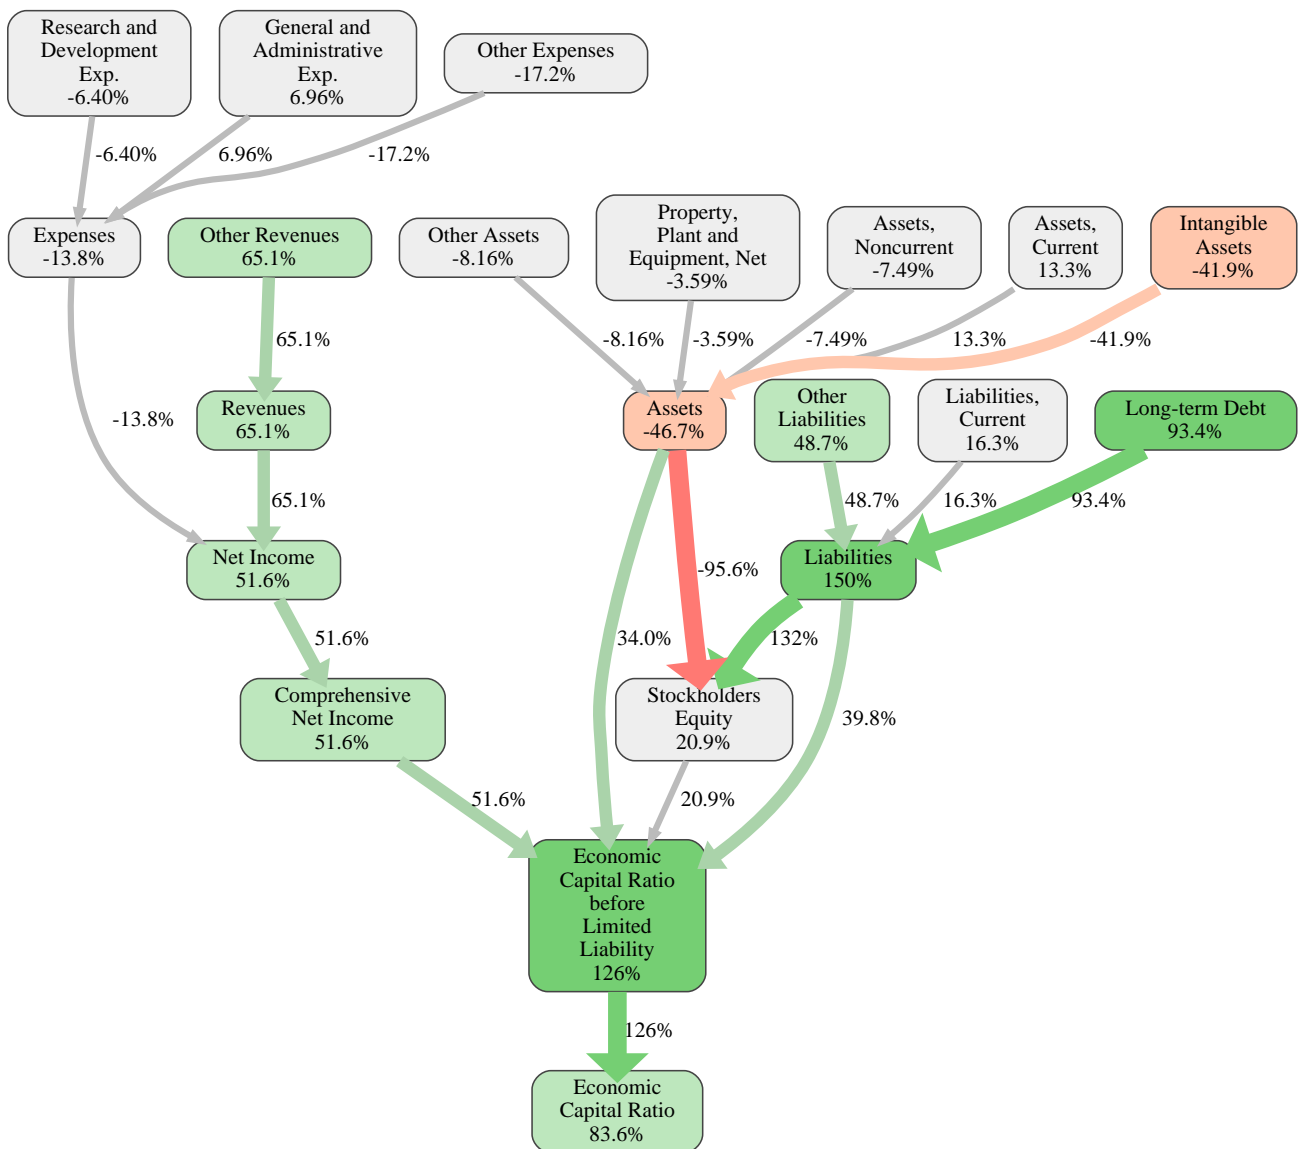 Research and
Development
Exp.
-6.40%
General and
Administrative
Exp.
6.96%
Other Expenses
-17.2%
-6.40%
6.96%
-17.2%
Expenses
-13.8%
Other Revenues
65.1%
Other Assets
-8.16%
Property,
Plant and
Equipment, Net
-3.59%
Assets,
Noncurrent
-7.49%
Assets,
Current
13.3%
Intangible
Assets
-41.9%
65.1%
-8.16%
-3.59%
-7.49%
13.3%
-41.9%
-13.8%
Revenues
65.1%
Assets
-46.7%
Other
Liabilities
48.7%
Liabilities,
Current
16.3%
Long-term Debt
93.4%
65.1%
48.7%
16.3%
93.4%
Net Income
51.6%
-95.6%
Liabilities
150%
51.6%
34.0%
132%
Comprehensive
Net Income
51.6%
Stockholders
Equity
20.9%
39.8%
51.6%
20.9%
Economic
Capital Ratio
before
Limited
Liability
126%
126%
Economic
Capital Ratio
83.6%